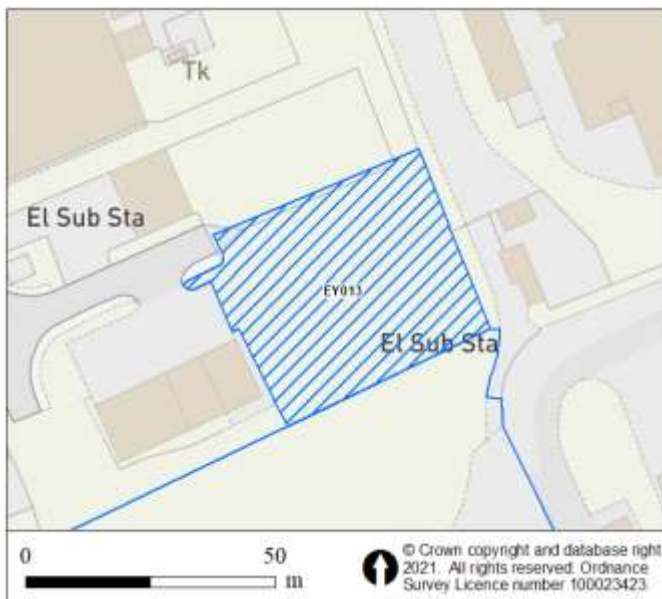 Tk
El Sub Sta
EY013
El Sub Sta
0 50
m
© Crown copyright and database right
2021. All rights reserved. Ordnance
Survey Licence number 100023423.